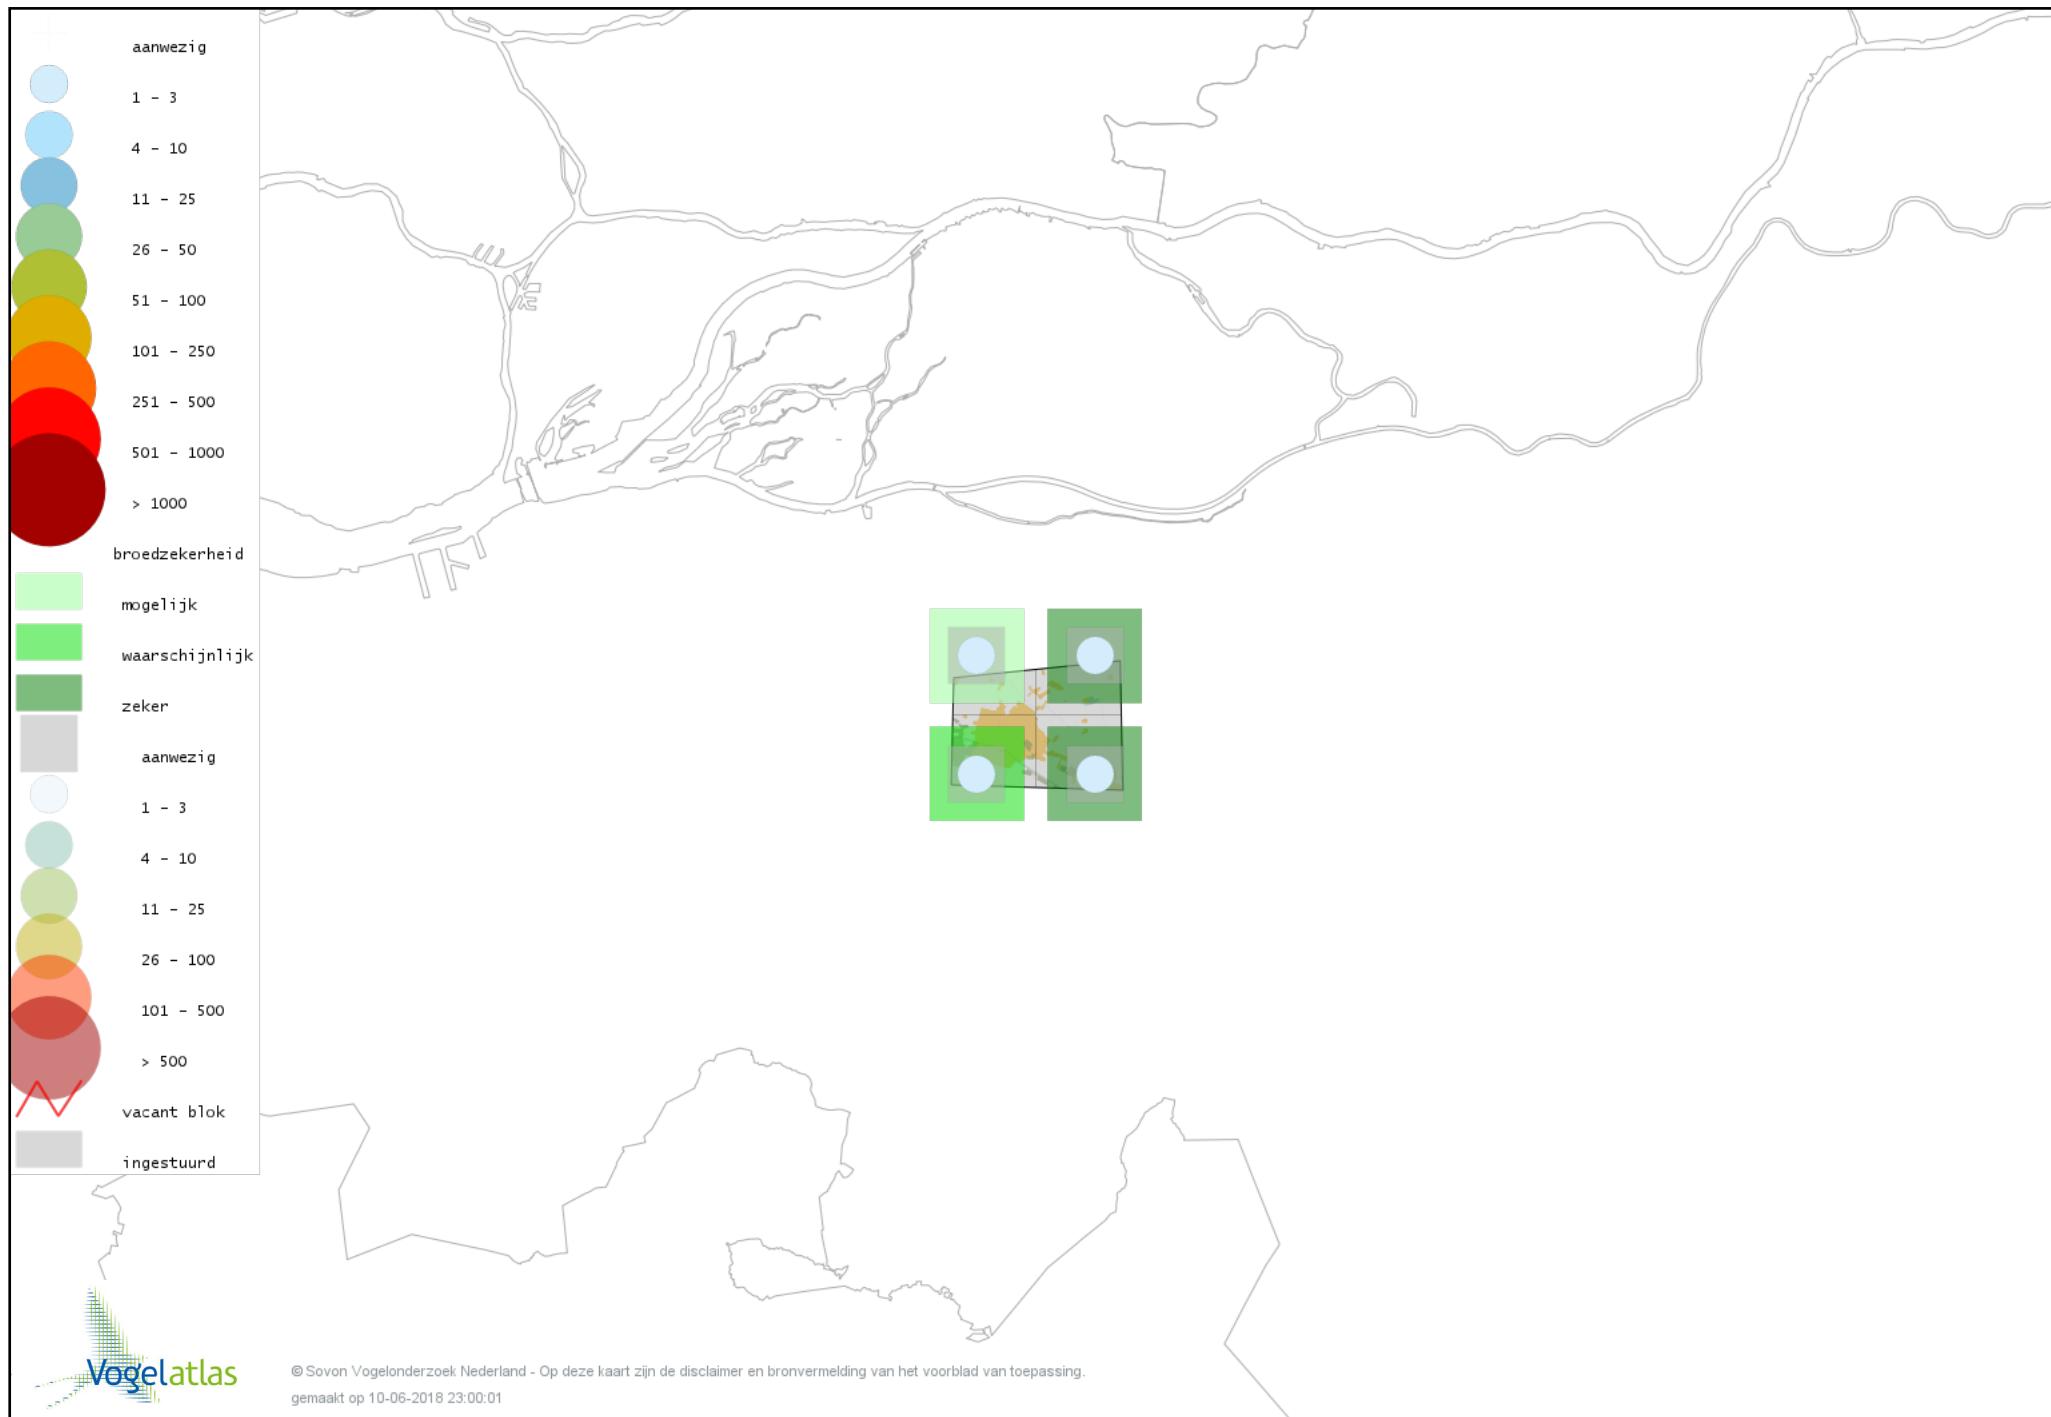 aanwezig
1 - 3
4 - 10
11 - 25
26 - 50
51 - 100
101 - 250
251 - 500
501 - 1000
> 1000
broedzekerheid
mogelijk
waarschijnlijk
zeker
aanwezig
1 - 3
4 - 10
11 - 25
26 - 100
101 - 500
> 500
vacant blok
ingestuurd
Vogelatlas
© Sovon Vogelonderzoek Nederland - Op deze kaart zijn de disclaimer en bronvermelding van het voorblad van toepassing.
gemaakt op 10-06-2018 23:00:01